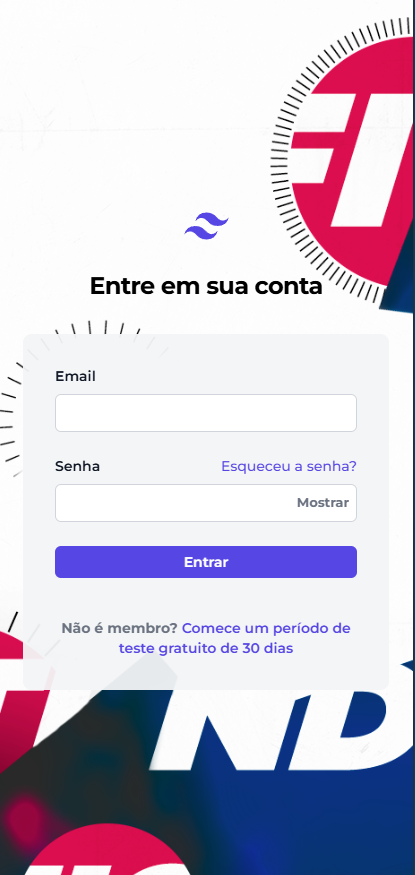 Entre em sua conta
Email
Senha
Esqueceu a senha?
Mostrar
Entrar
Não é membro? Comece um período de
teste gratuito de 30 dias
ND